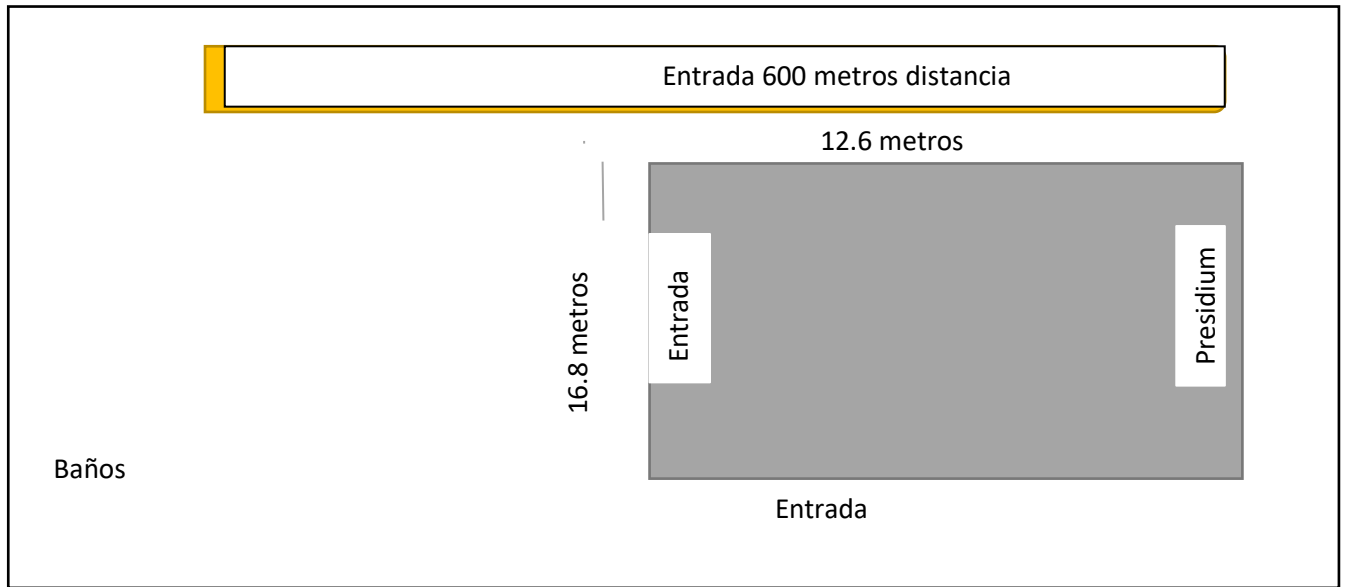 Entrada 600 metros distancia
12.6 metros
16.8 metros
Entrada
Presidium
Baños
Entrada